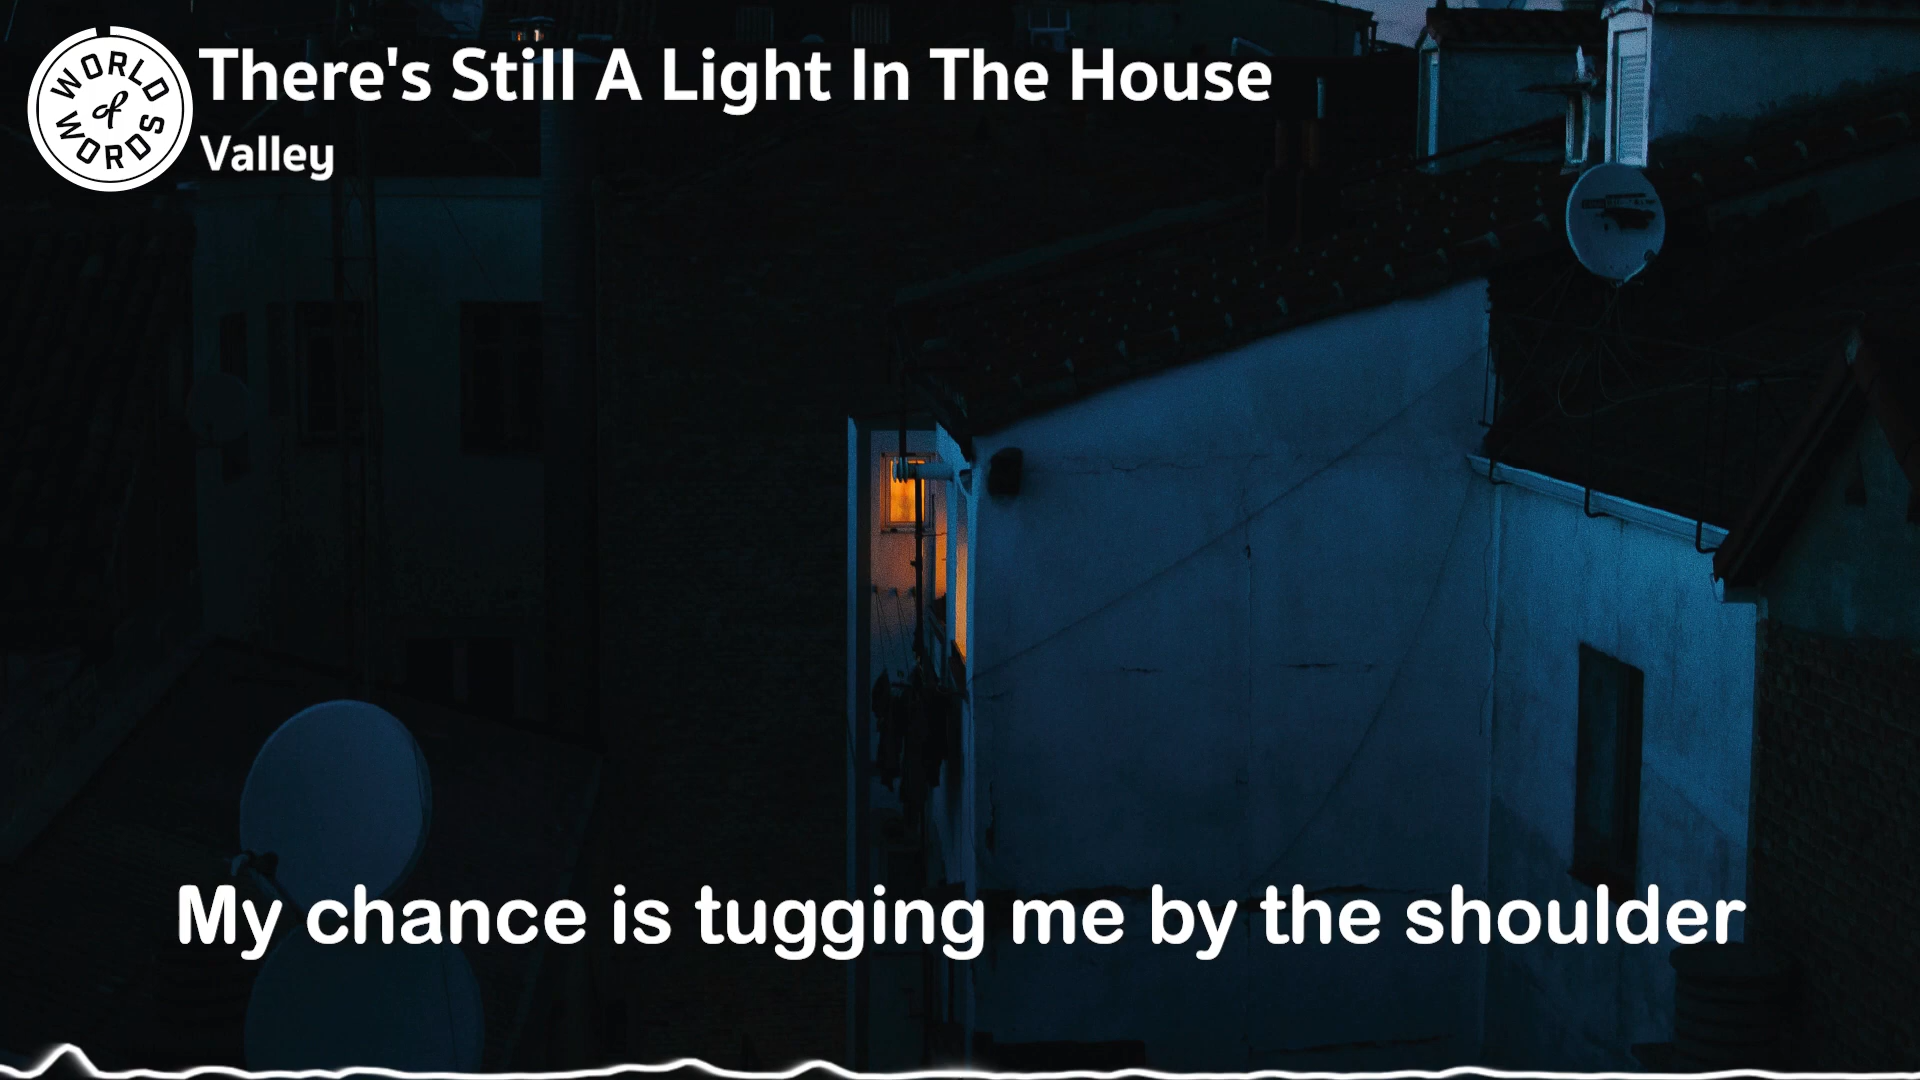 WORLD
of
WORDS
There's Still A Light In The House
Valley
My chance is tugging me by the shoulder